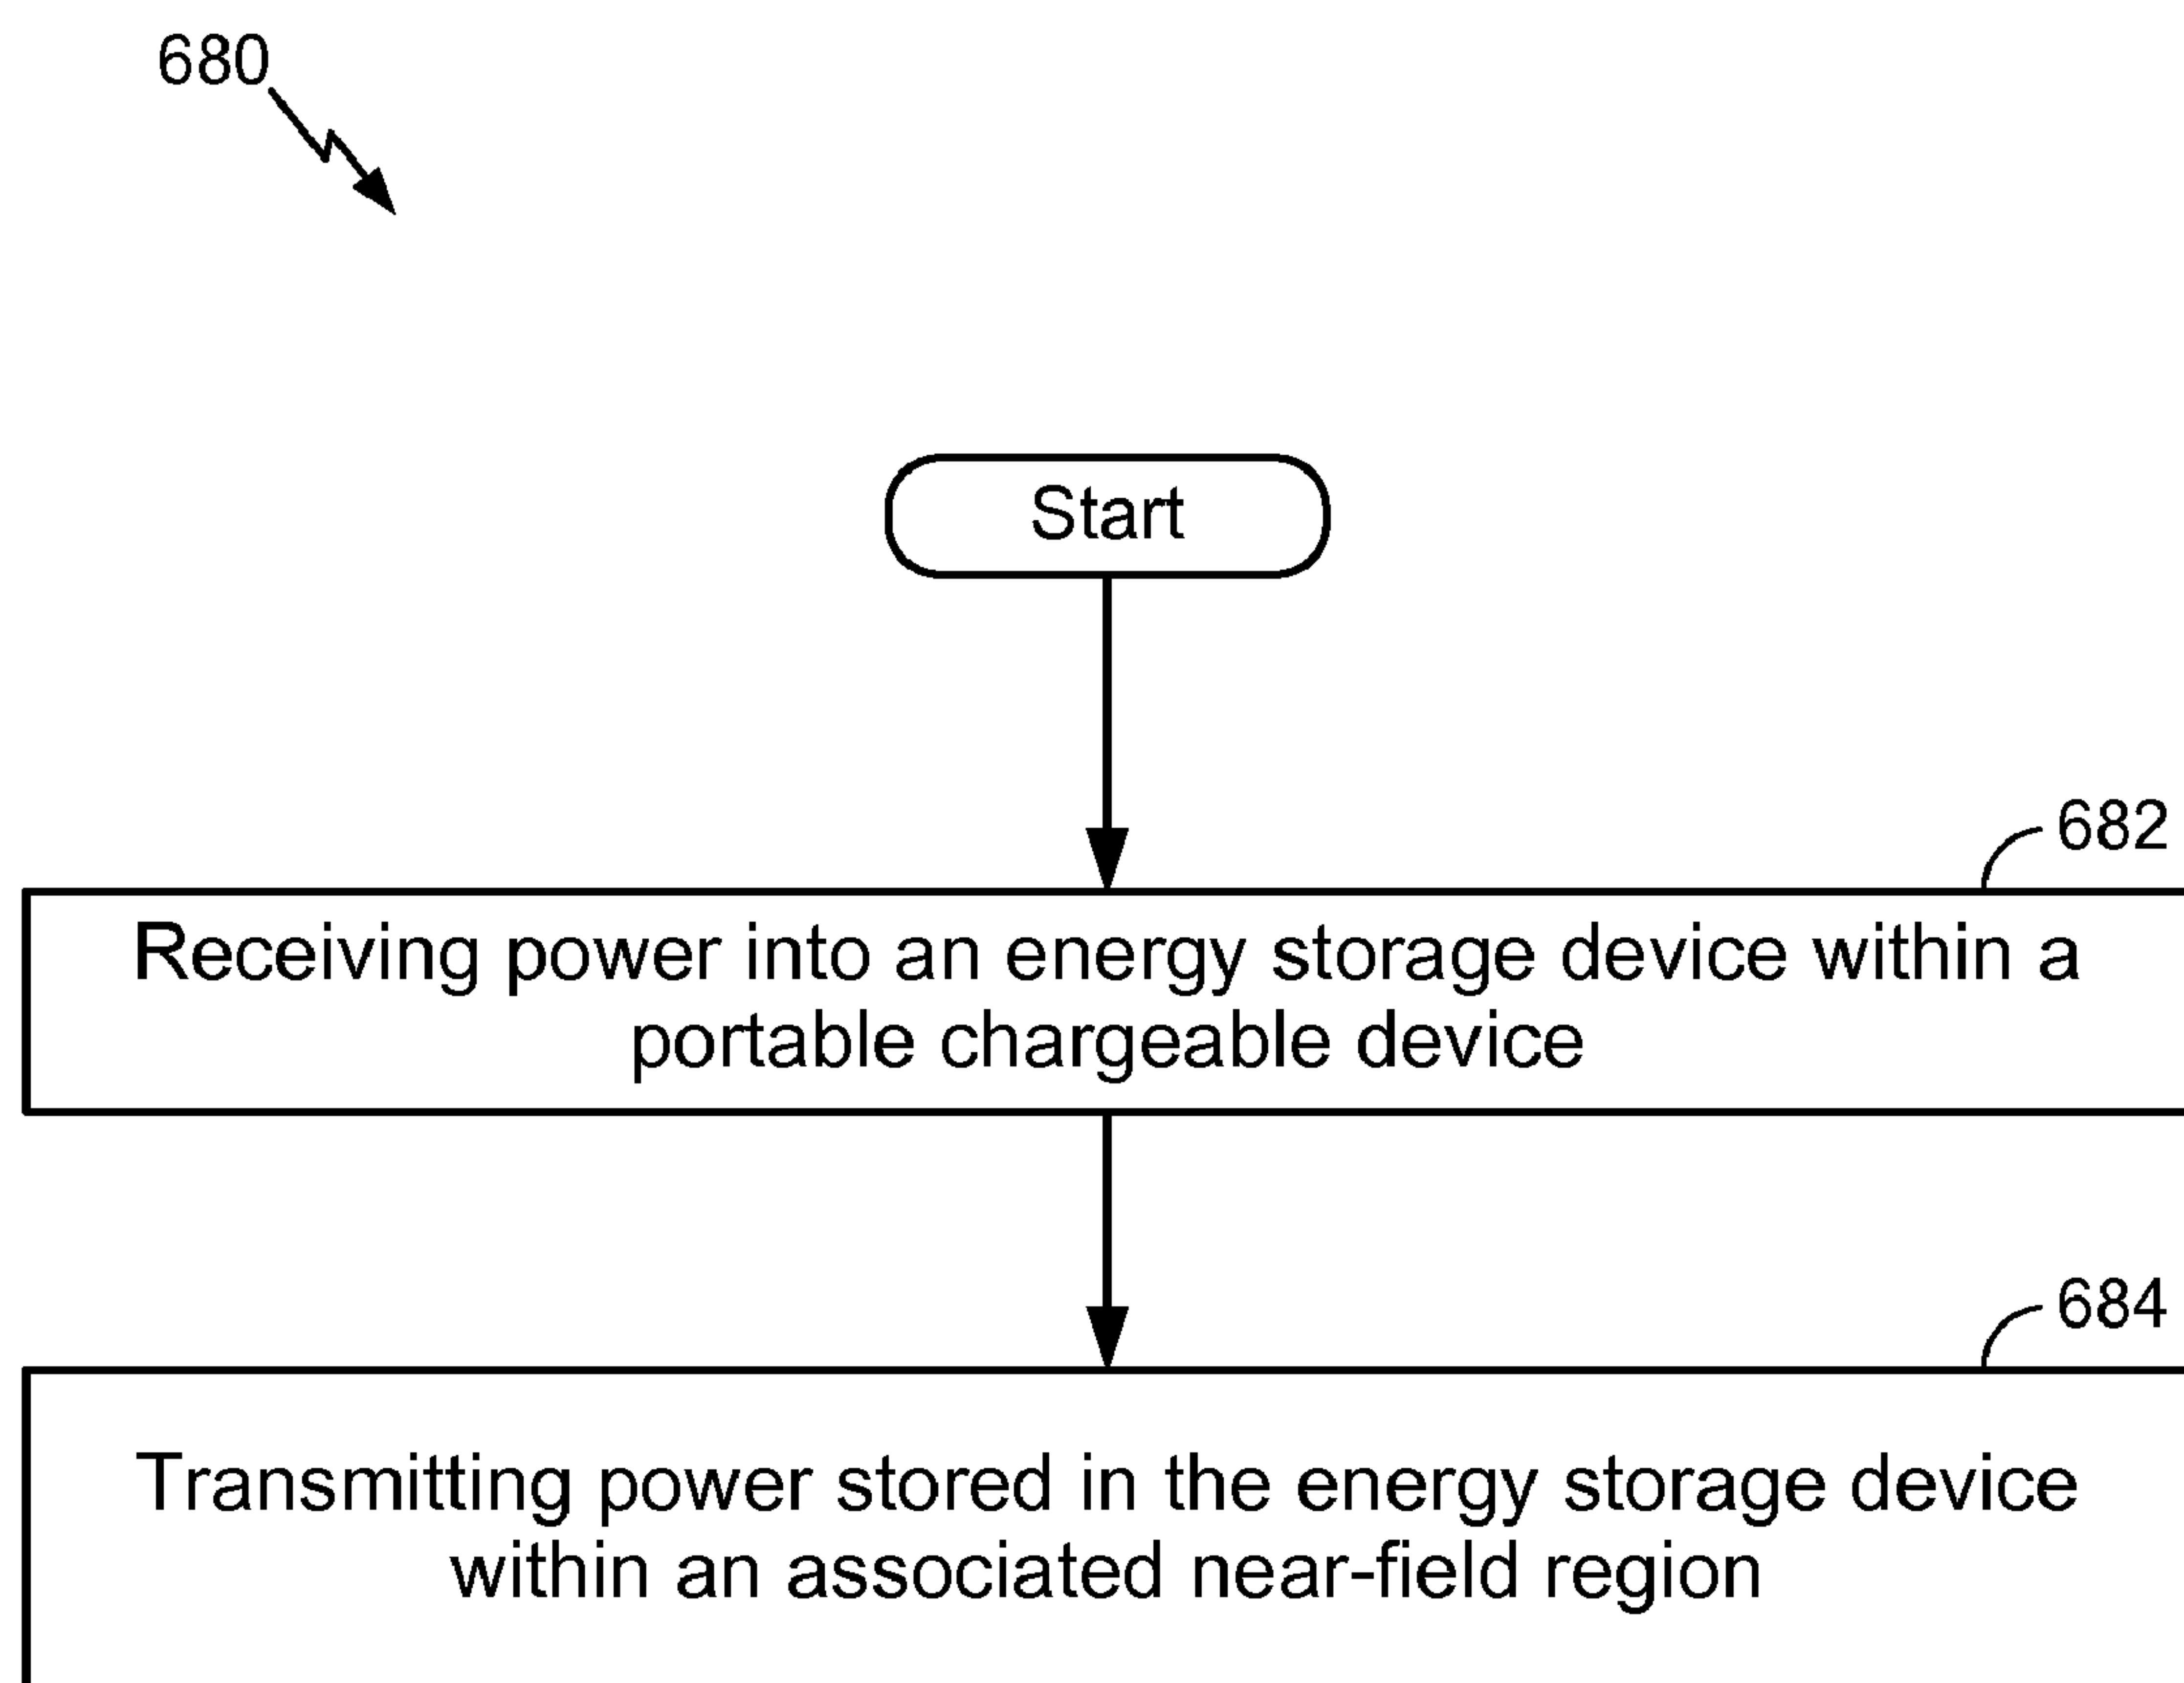 680
Start
682
Receiving power into an energy storage device within a
portable chargeable device
684
Transmitting power stored in the energy storage device
within an associated near-field region